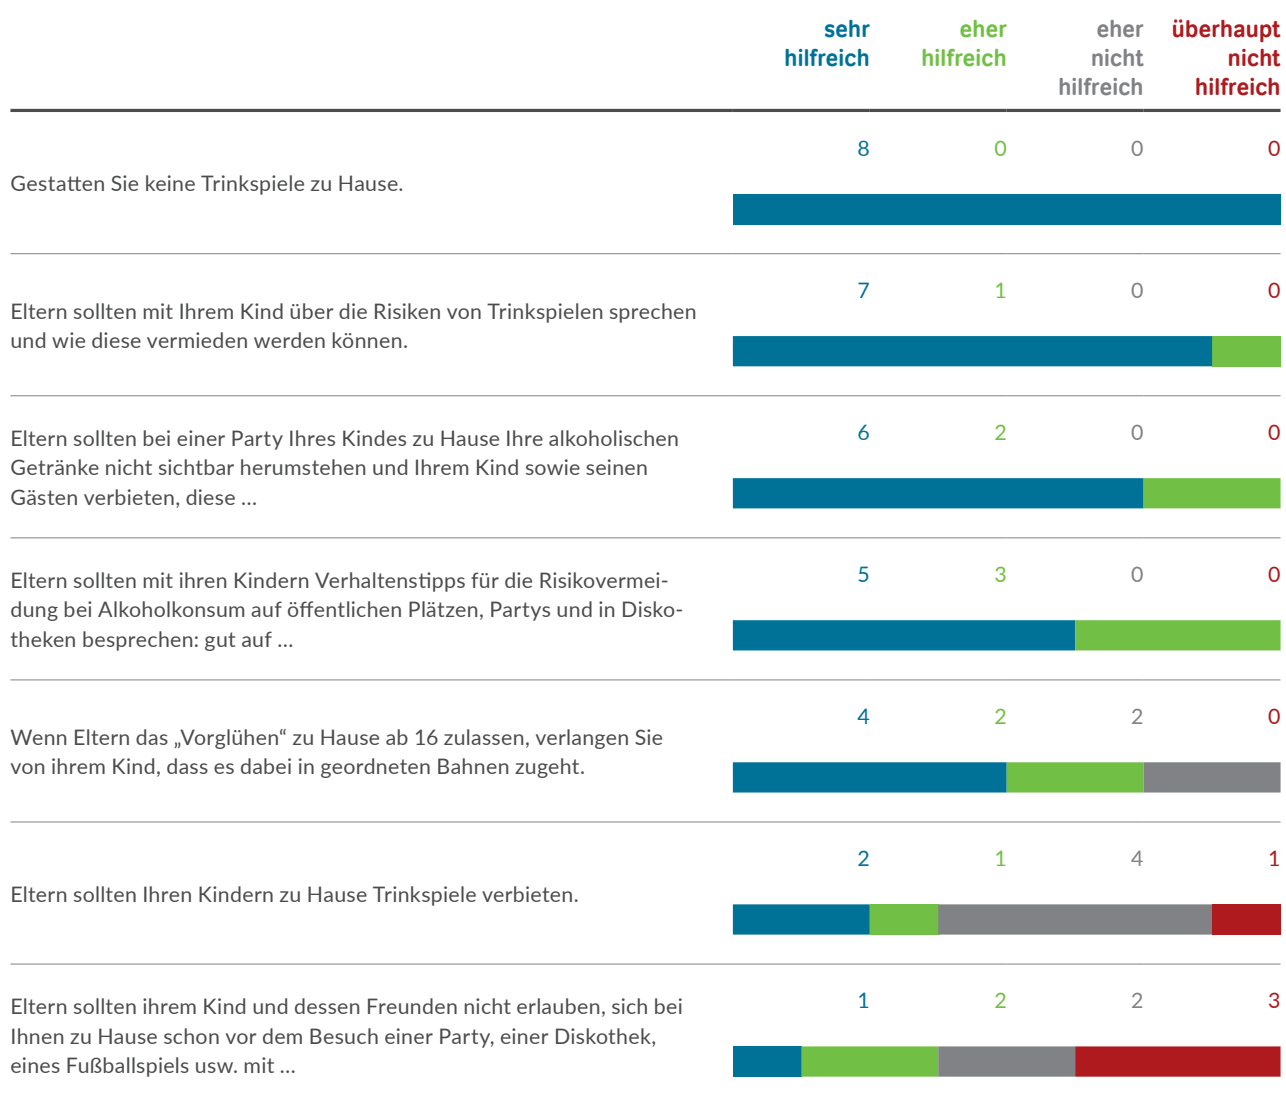 sehr
hilfreich
eher
hilfreich
eher
nicht
hilfreich
überhaupt
nicht
hilfreich
8 0 0 0
Gestatten Sie keine Trinkspiele zu Hause.
7 1 0 0
Eltern sollten mit Ihrem Kind über die Risiken von Trinkspielen sprechen
und wie diese vermieden werden können.
6 2 0 0
Eltern sollten bei einer Party Ihres Kindes zu Hause Ihre alkoholischen
Getränke nicht sichtbar herumstehen und Ihrem Kind sowie seinen
Gästen verbieten, diese ...
5 3 0 0
Eltern sollten mit ihren Kindern Verhaltenstipps für die Risikovermei-
dung bei Alkoholkonsum auf öffentlichen Plätzen, Partys und in Disko-
theken besprechen: gut auf ...
4 2 2 0
Wenn Eltern das „Vorglühen“ zu Hause ab 16 zulassen, verlangen Sie
von ihrem Kind, dass es dabei in geordneten Bahnen zugeht.
2 1 4 1
Eltern sollten Ihren Kindern zu Hause Trinkspiele verbieten.
1 2 2 3
Eltern sollten ihrem Kind und dessen Freunden nicht erlauben, sich bei
Ihnen zu Hause schon vor dem Besuch einer Party, einer Diskothek,
eines Fußballspiels usw. mit ...